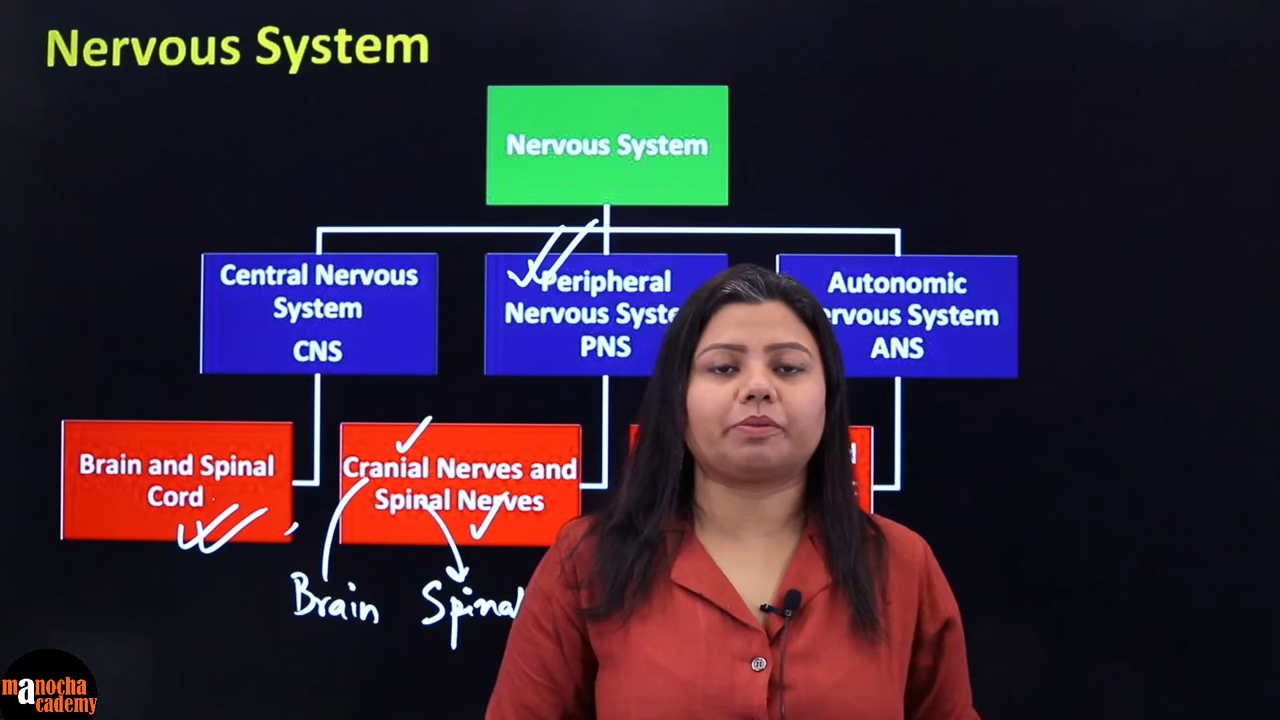 Nervous System
Nervous System
Central Nervous
System
CNS
Peripheral
Nervous Syste
PNS
Autonomic
ervous System
ANS
Brain and Spinal
Cord
Cranial Nerves and
Spinal Nerves
Brain
Spinal
manocha
academy